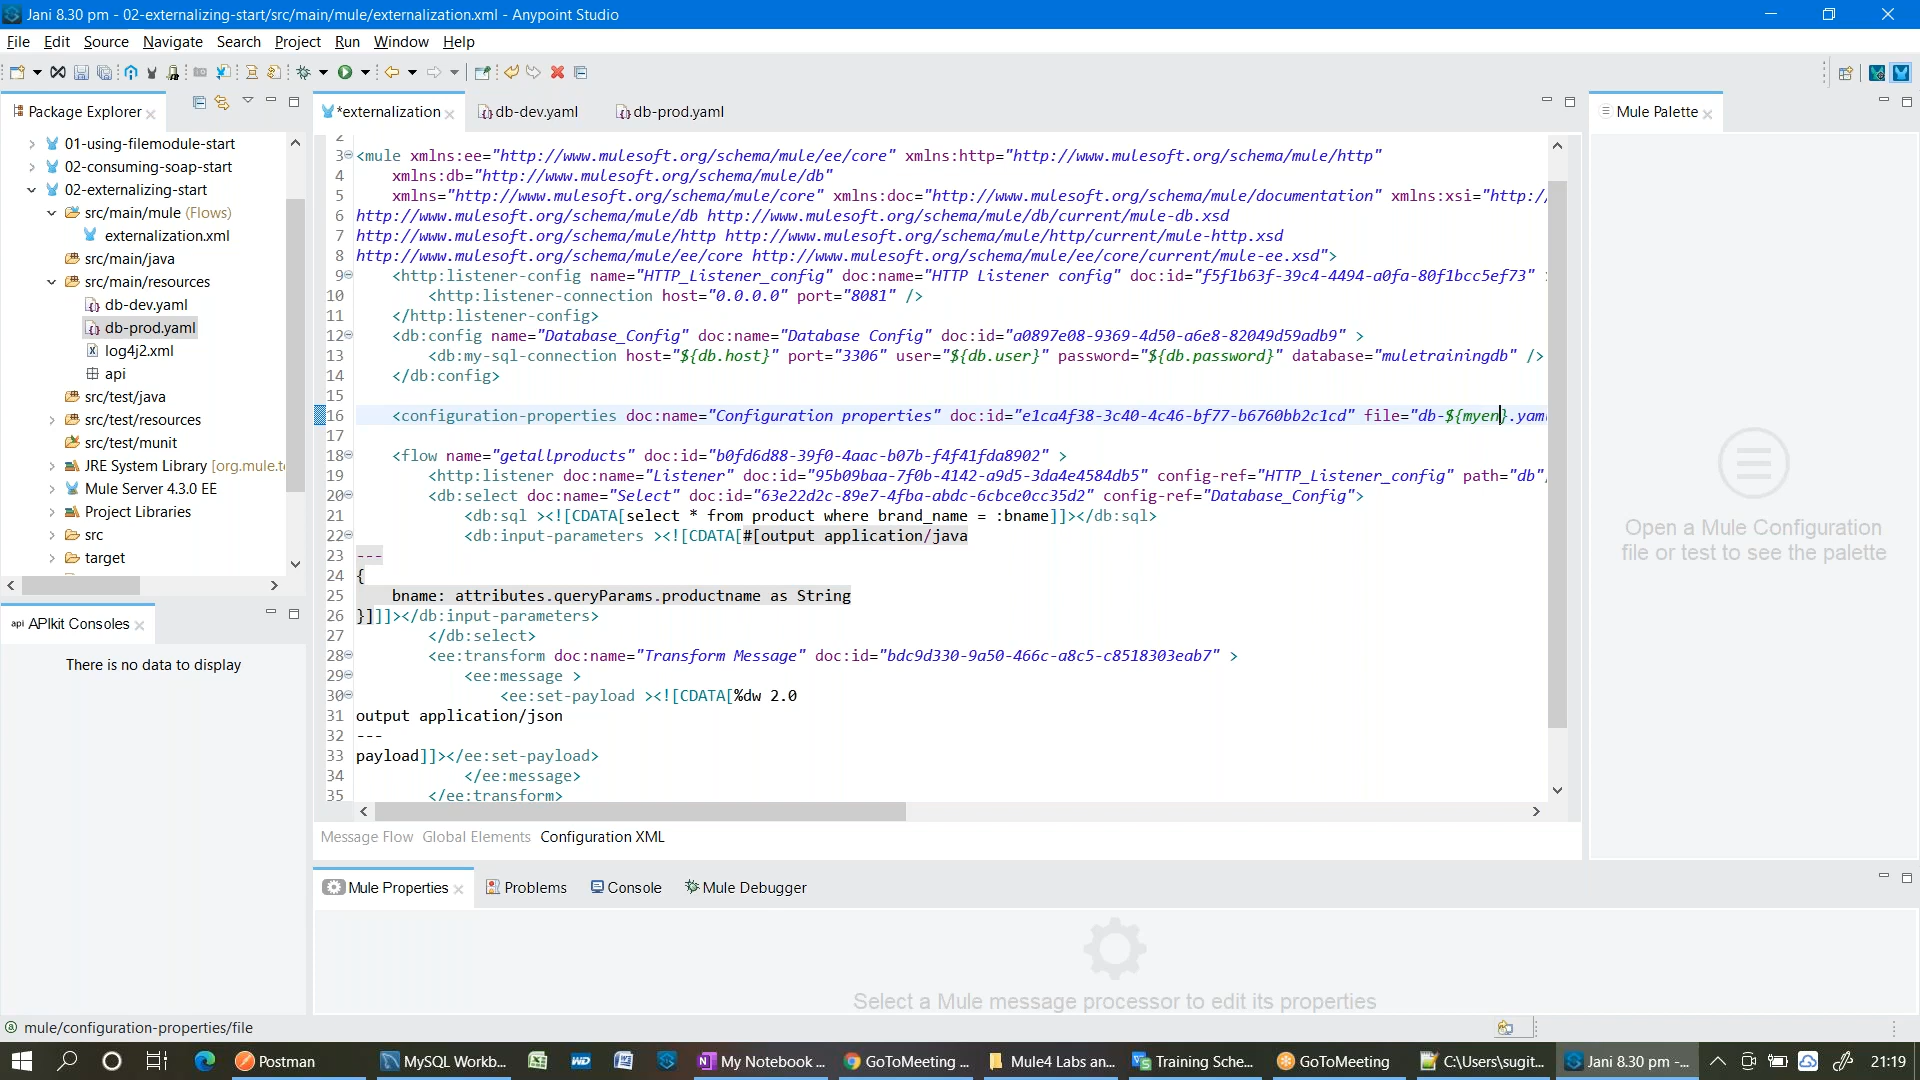 Jani 8.30 pm - 02-externalizing-start/src/main/mule/externalization.xml - Anypoint Studio
File Edit Source Navigate Search Project Run Window Help
Package Explorer
*externalization
db-dev.yaml
db-prod.yaml
Mule Palette
01-using-filemodule-start
02-consuming-soap-start
02-externalizing-start
src/main/mule (Flows)
externalization.xml
src/main/java
src/main/resources
db-dev.yaml
db-prod.yaml
log4j2.xml
api
src/test/java
src/test/resources
src/test/munit
JRE System Library [org.mule.t
Mule Server 4.3.0 EE
Project Libraries
src
target
2
3 <mule xmlns:ee="http://www.mulesoft.org/schema/mule/ee/core" xmlns:http="http://www.mulesoft.org/schema/mule/http"
4 xmlns:db="http://www.mulesoft.org/schema/mule/db"
5 xmlns="http://www.mulesoft.org/schema/mule/core" xmlns:doc="http://www.mulesoft.org/schema/mule/documentation" xmlns:xsi="http:/
6 http://www.mulesoft.org/schema/mule/db http://www.mulesoft.org/schema/mule/db/current/mule-db.xsd
7 http://www.mulesoft.org/schema/mule/http http://www.mulesoft.org/schema/mule/http/current/mule-http.xsd
8 http://www.mulesoft.org/schema/mule/ee/core http://www.mulesoft.org/schema/mule/ee/core/current/mule-ee.xsd">
9 <http:listener-config name="HTTP_Listener_config" doc:name="HTTP Listener config" doc:id="f5f1b63f-39c4-4494-a0fa-80f1bcc5ef73"
10 <http:listener-connection host="0.0.0.0" port="8081" />
11 </http:listener-config>
12 <db:config name="Database_Config" doc:name="Database Config" doc:id="a0897e08-9369-4d50-a6e8-82049d59adb9" >
13 <db:my-sql-connection host="${db.host}" port="3306" user="${db.user}" password="${db.password}" database="muletrainingdb" />
14 </db:config>
15
16 <configuration-properties doc:name="Configuration properties" doc:id="e1ca4f38-3c40-4c46-bf77-b6760bb2c1cd" file="db-${myen}.yam
17
18 <flow name="getallproducts" doc:id="b0fd6d88-39f0-4aac-b07b-f4f41fda8902" >
19 <http:listener doc:name="Listener" doc:id="95b09baa-7f0b-4142-a9d5-3da4e4584db5" config-ref="HTTP_Listener_config" path="db"
20 <db:select doc:name="Select" doc:id="63e22d2c-89e7-4fba-abdc-6cbce0cc35d2" config-ref="Database_Config">
21 <db:sql ><![CDATA[select * from product where brand_name = :bname]]></db:sql>
22 <db:input-parameters ><![CDATA[#[output application/java
23 ---
24 {
25 bname: attributes.queryParams.productname as String
26 }]]]></db:input-parameters>
27 </db:select>
28 <ee:transform doc:name="Transform Message" doc:id="bdc9d330-9a50-466c-a8c5-c8518303eab7" >
29 <ee:message >
30 <ee:set-payload ><![CDATA[%dw 2.0
31 output application/json
32 ---
33 payload]]></ee:set-payload>
34 </ee:message>
35 </ee:transform>
Open a Mule Configuration
file or test to see the palette
api APIkit Consoles
There is no data to display
Message Flow Global Elements Configuration XML
Mule Properties
Problems
Console
Mule Debugger
Select a Mule message processor to edit its properties
mule/configuration-properties/file
Postman
MySQL Workb...
My Notebook ...
GoToMeeting ...
Mule4 Labs an...
Training Sche...
GoToMeeting
C:\Users\sugit...
Jani 8.30 pm -...
21:19